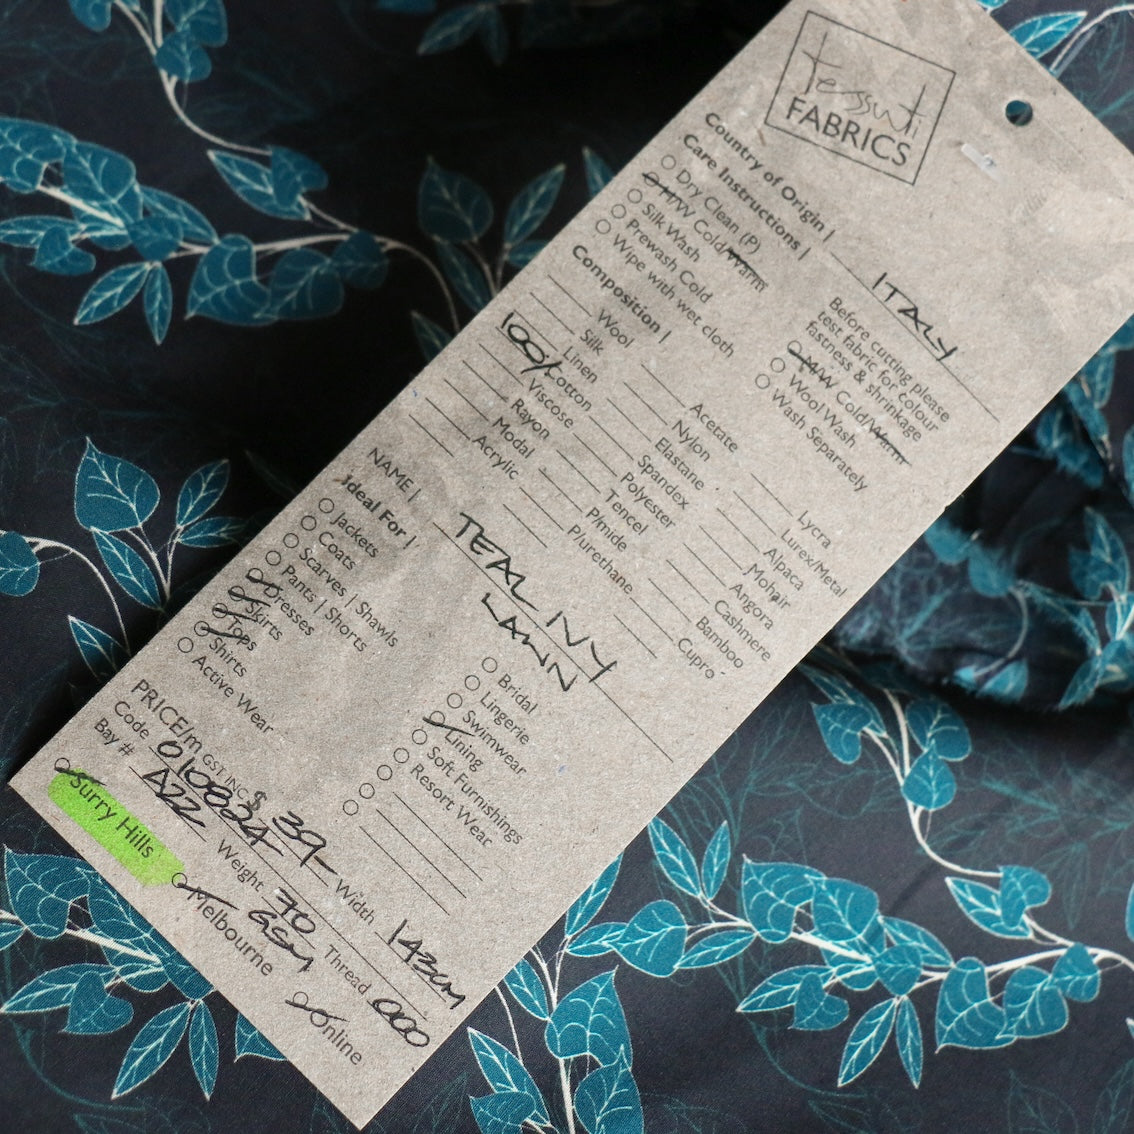 tessuti
FABRICS
Country of Origin | ITALY
Care Instructions |
Dry Clean (P)
H/W Cold/Warm
Silk Wash
Prewash Cold
Wipe with wet cloth
Before cutting please
test fabric for colour
fastness & shrinkage
M/W Cold/Warm
Wool Wash
Wash Separately
Composition |
Wool
Silk
Linen
100% Cotton
Viscose
Rayon
Modal
Acrylic
Acetate
Nylon
Elastane
Spandex
Polyester
Tencel
P/mide
P/urethane
Lycra
Lurex/Metal
Alpaca
Mohair
Angora
Cashmere
Bamboo
Cupro
NAME | TEAL IVY
LAWN
Ideal For |
Jackets
Coats
Scarves | Shawls
Pants | Shorts
Dresses
Skirts
Tops
Shirts
Active Wear
Bridal
Lingerie
Swimwear
Lining
Soft Furnishings
Resort Wear
PRICE/m GST INC $ 39-
Code 010824 Width 143cm
Bay # A22 Weight 70 GSM Thread 000
Surry Hills
Melbourne
Online